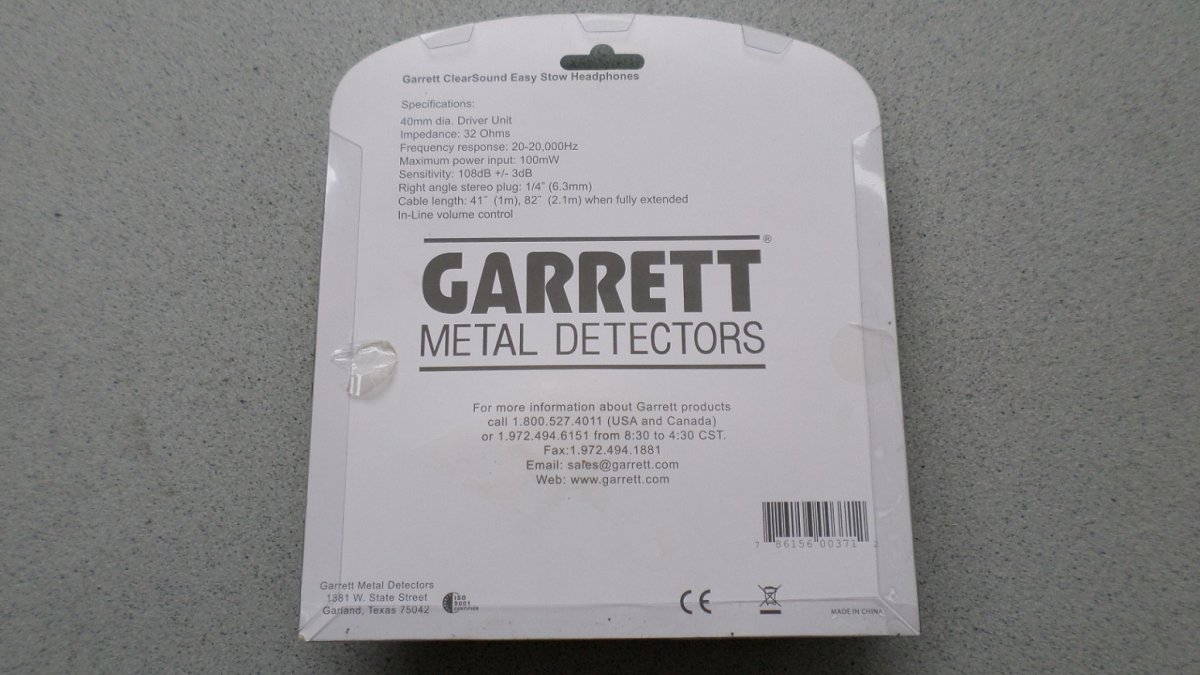 Garrett ClearSound Easy Stow Headphones
Specifications:
40mm dia. Driver Unit
Impedance: 32 Ohms
Frequency response: 20-20,000Hz
Maximum power input: 100mW
Sensitivity: 108dB +/- 3dB
Right angle stereo plug: 1/4" (6.3mm)
Cable length: 41" (1m), 82" (2.1m) when fully extended
In-Line volume control
GARRETT®
METAL DETECTORS
For more information about Garrett products
call 1.800.527.4011 (USA and Canada)
or 1.972.494.6151 from 8:30 to 4:30 CST.
Fax:1.972.494.1881
Email: sales@garrett.com
Web: www.garrett.com
7 86156 00371 2
Garrett Metal Detectors
1881 W. State Street
Garland, Texas 75042
ISO
9001
CERTIFIED
CE
MADE IN CHINA